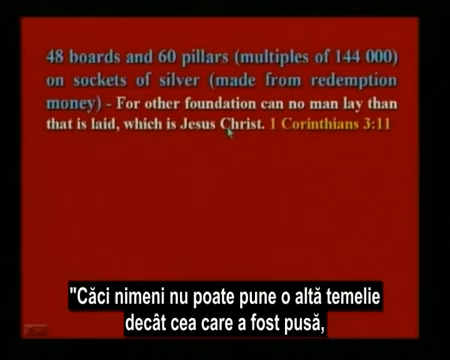 48 boards and 60 pillars (multiples of 144 000)
on sockets of silver (made from redemption
money) - For other foundation can no man lay than
that is laid, which is Jesus Christ. 1 Corinthians 3:11
"Căci nimeni nu poate pune o altă temelie
decât cea care a fost pusă,